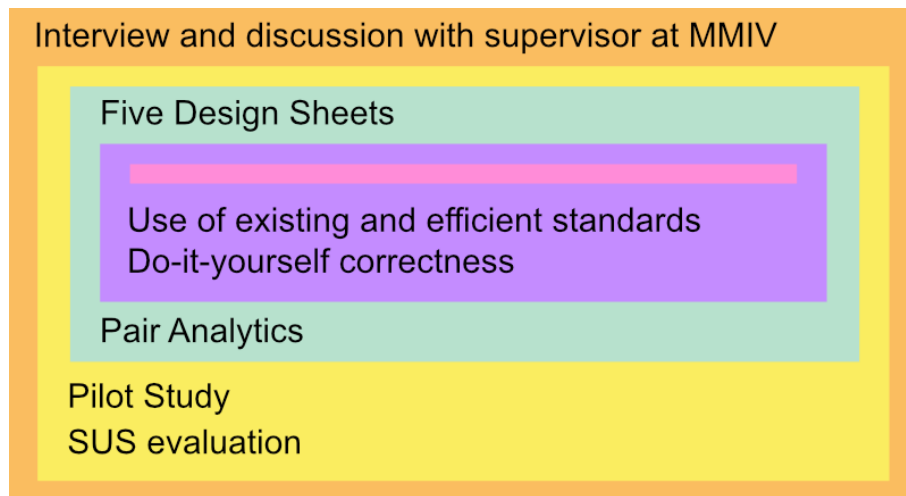 Interview and discussion with supervisor at MMIV
Five Design Sheets
Use of existing and efficient standards
Do-it-yourself correctness
Pair Analytics
Pilot Study
SUS evaluation